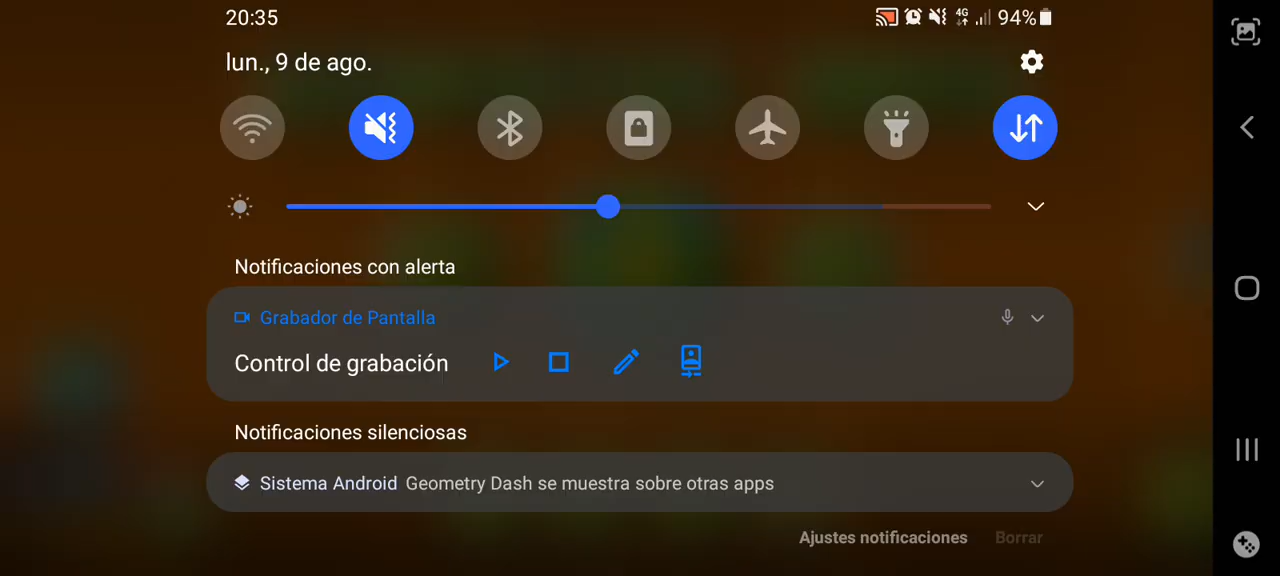 20:35
4G 94%
lun., 9 de ago.
Notificaciones con alerta
Grabador de Pantalla
Control de grabación
Notificaciones silenciosas
Sistema Android Geometry Dash se muestra sobre otras apps
Ajustes notificaciones Borrar